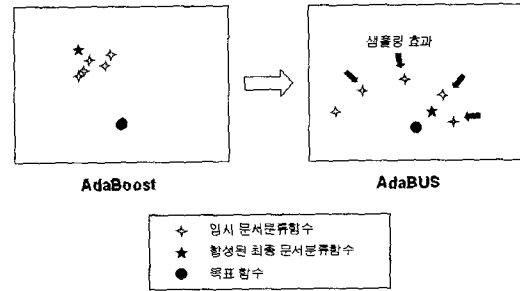 샘플링 효과
AdaBoost
AdaBUS
임시 문서분류함수
합성된 최종 문서분류함수
목표 함수